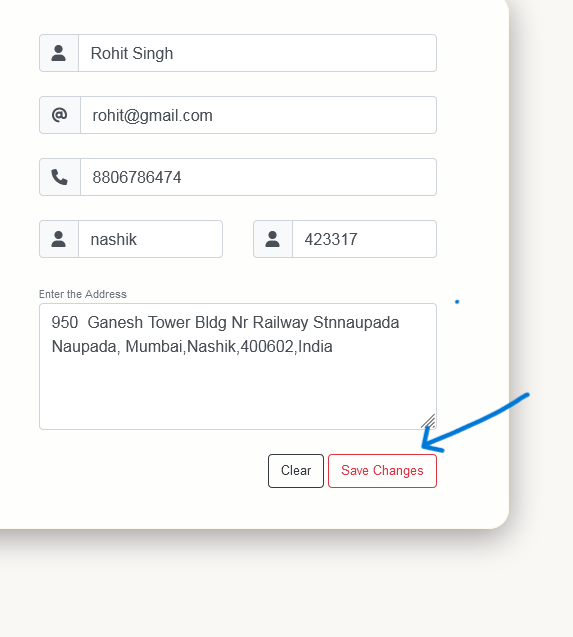 Rohit Singh
rohit@gmail.com
8806786474
nashik 423317
Enter the Address
950  Ganesh Tower Bldg Nr Railway Stnnaupada
Naupada, Mumbai,Nashik,400602,India
Clear Save Changes